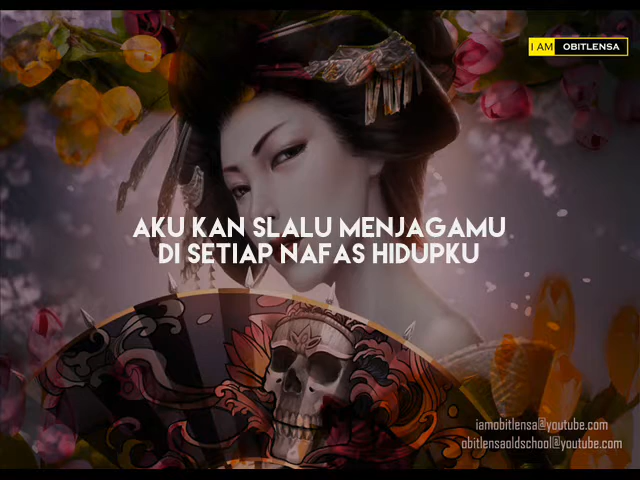 I AM OBITLENSA
AKU KAN SLALU MENJAGAMU
DI SETIAP NAFAS HIDUPKU
iamobitlensa@youtube.com
obitlensaoldschool@youtube.com